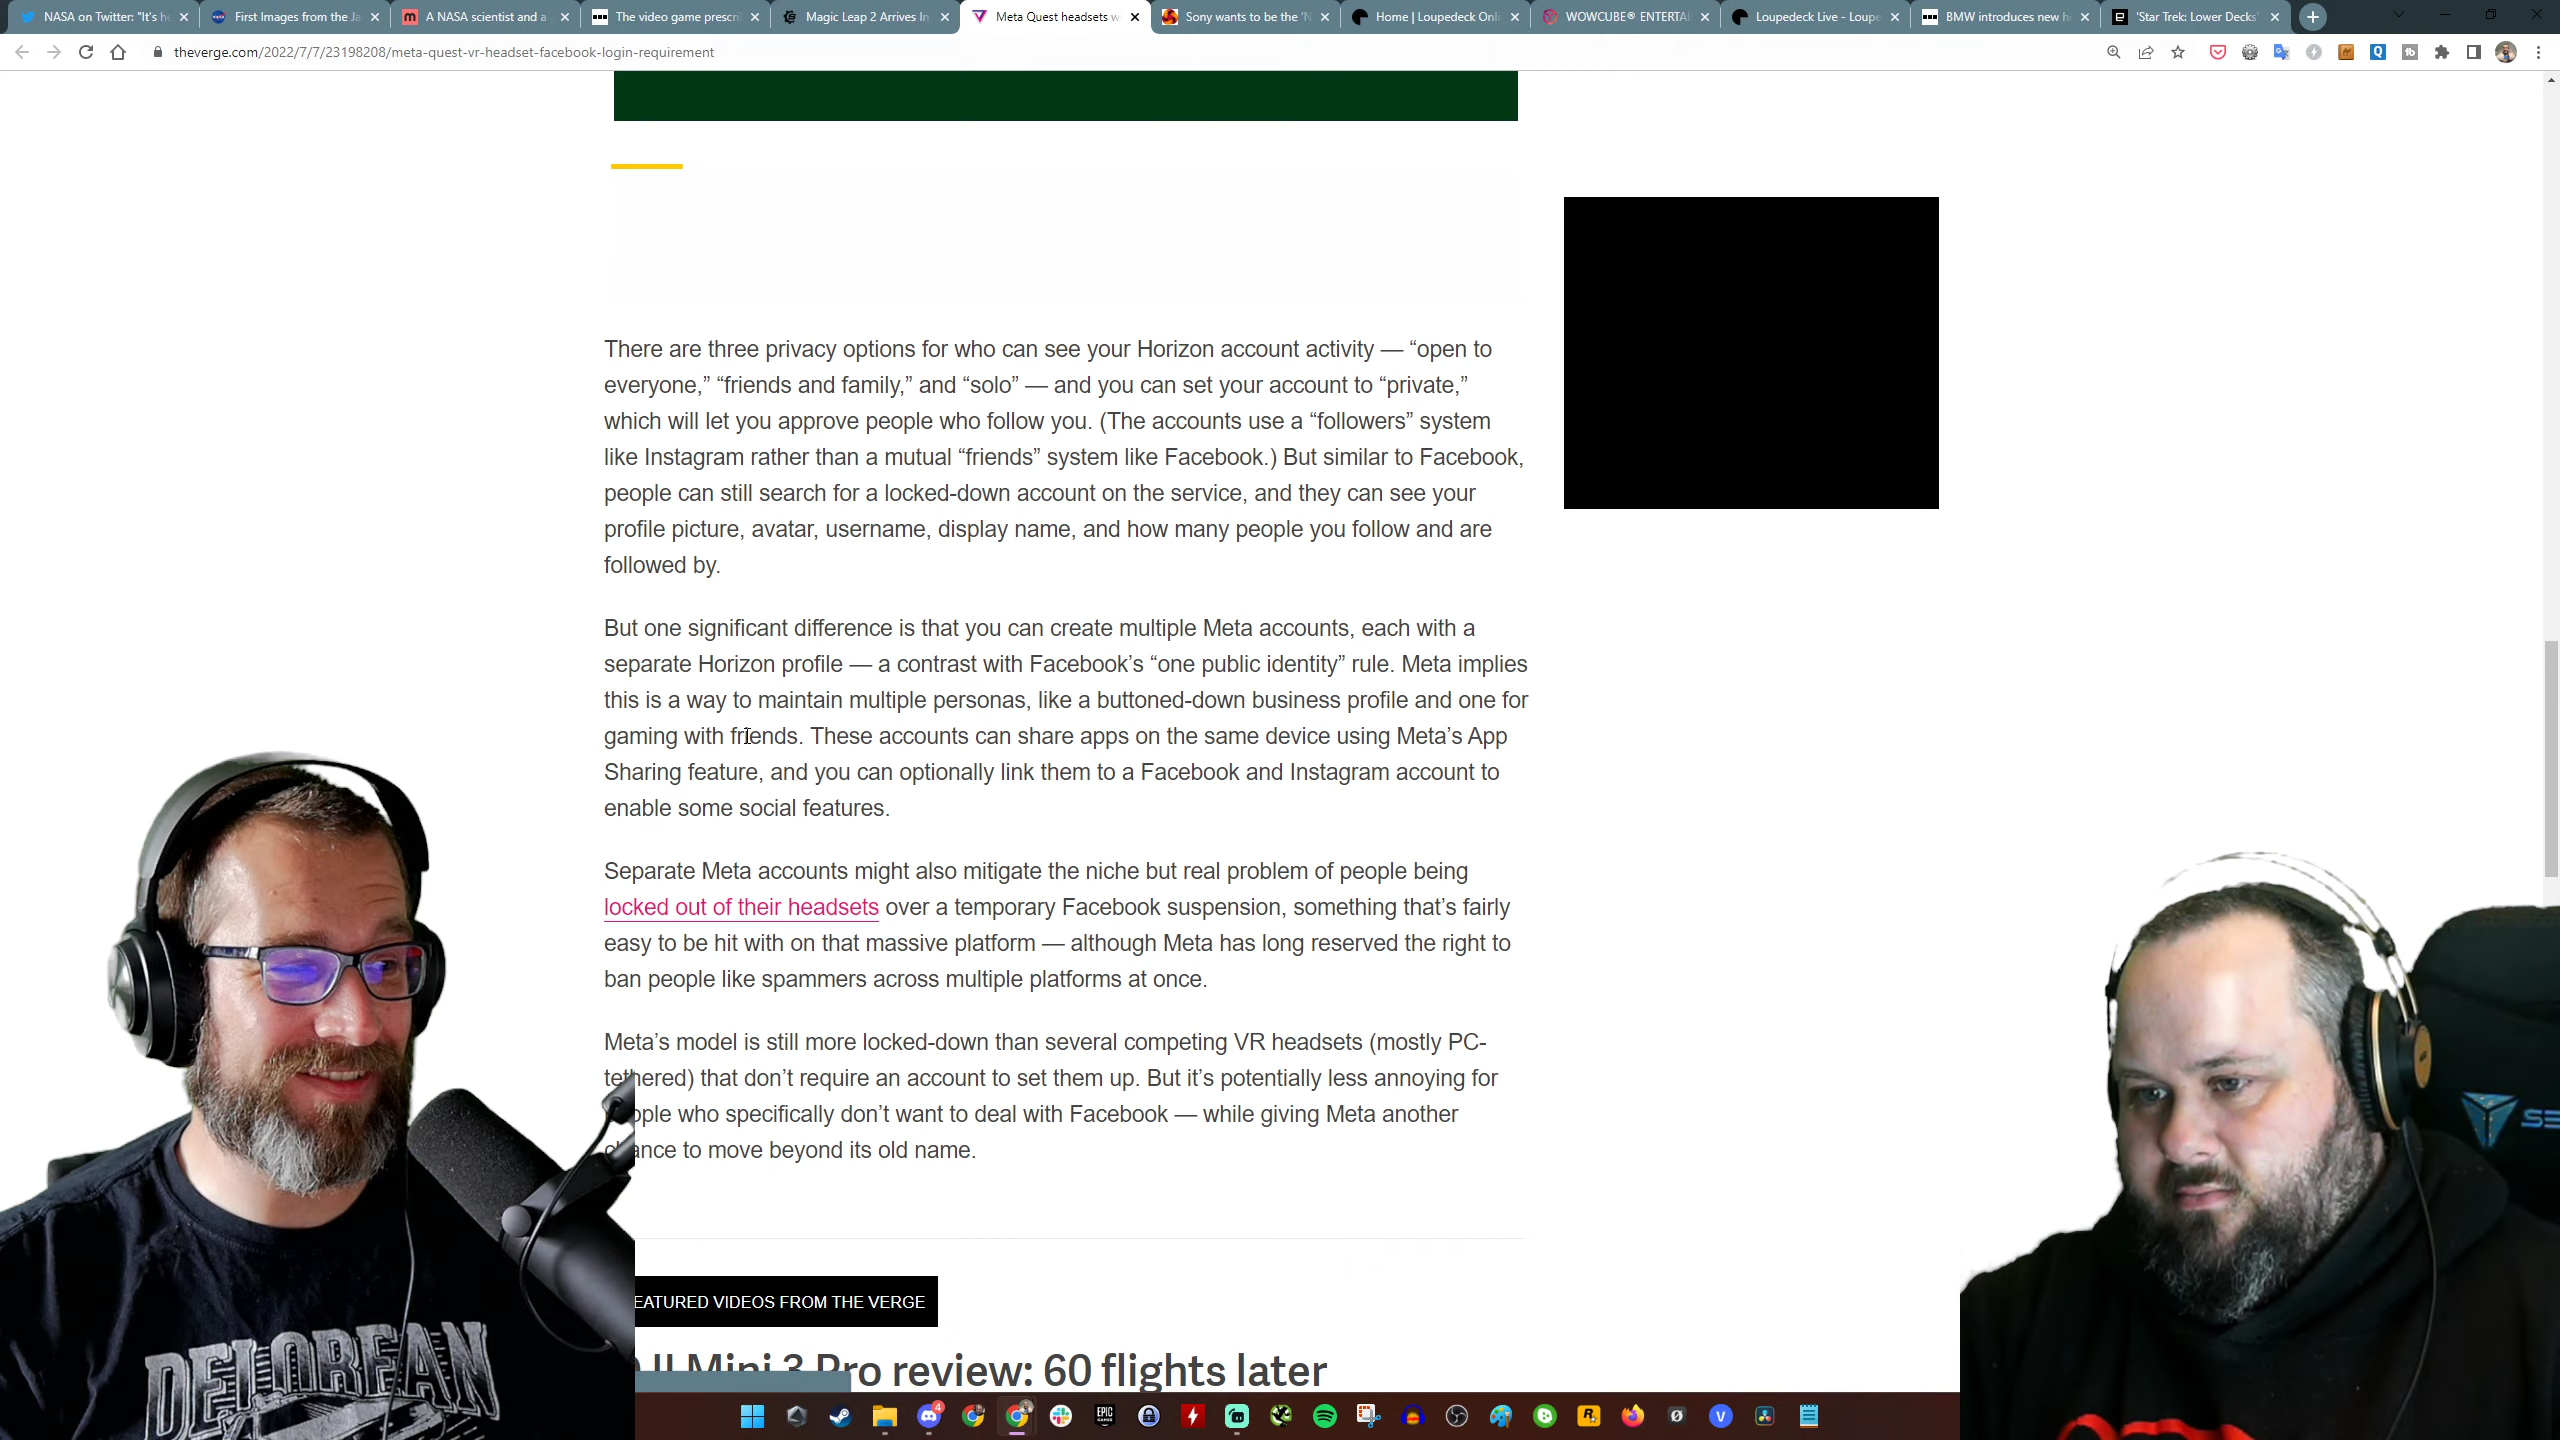 NASA on Twitter: "It's h
First Images from the Ja
A NASA scientist and a
The video game prescri
Magic Leap 2 Arrives In
Meta Quest headsets w
Sony wants to be the 'N
Home | Loupedeck Onli
WOWCUBE® ENTERTAI
Loupedeck Live - Loupe
BMW introduces new h
'Star Trek: Lower Decks'
theverge.com/2022/7/7/23198208/meta-quest-vr-headset-facebook-login-requirement
There are three privacy options for who can see your Horizon account activity — “open to
everyone,” “friends and family,” and “solo” — and you can set your account to “private,”
which will let you approve people who follow you. (The accounts use a “followers” system
like Instagram rather than a mutual “friends” system like Facebook.) But similar to Facebook,
people can still search for a locked-down account on the service, and they can see your
profile picture, avatar, username, display name, and how many people you follow and are
followed by.
But one significant difference is that you can create multiple Meta accounts, each with a
separate Horizon profile — a contrast with Facebook’s “one public identity” rule. Meta implies
this is a way to maintain multiple personas, like a buttoned-down business profile and one for
gaming with friends. These accounts can share apps on the same device using Meta’s App
Sharing feature, and you can optionally link them to a Facebook and Instagram account to
enable some social features.
Separate Meta accounts might also mitigate the niche but real problem of people being
locked out of their headsets over a temporary Facebook suspension, something that’s fairly
easy to be hit with on that massive platform — although Meta has long reserved the right to
ban people like spammers across multiple platforms at once.
Meta’s model is still more locked-down than several competing VR headsets (mostly PC-
tethered) that don’t require an account to set them up. But it’s potentially less annoying for
ople who specifically don’t want to deal with Facebook — while giving Meta another
chance to move beyond its old name.
EATURED VIDEOS FROM THE VERGE
JI Mini 3 Pro review: 60 flights later
DELOREAN